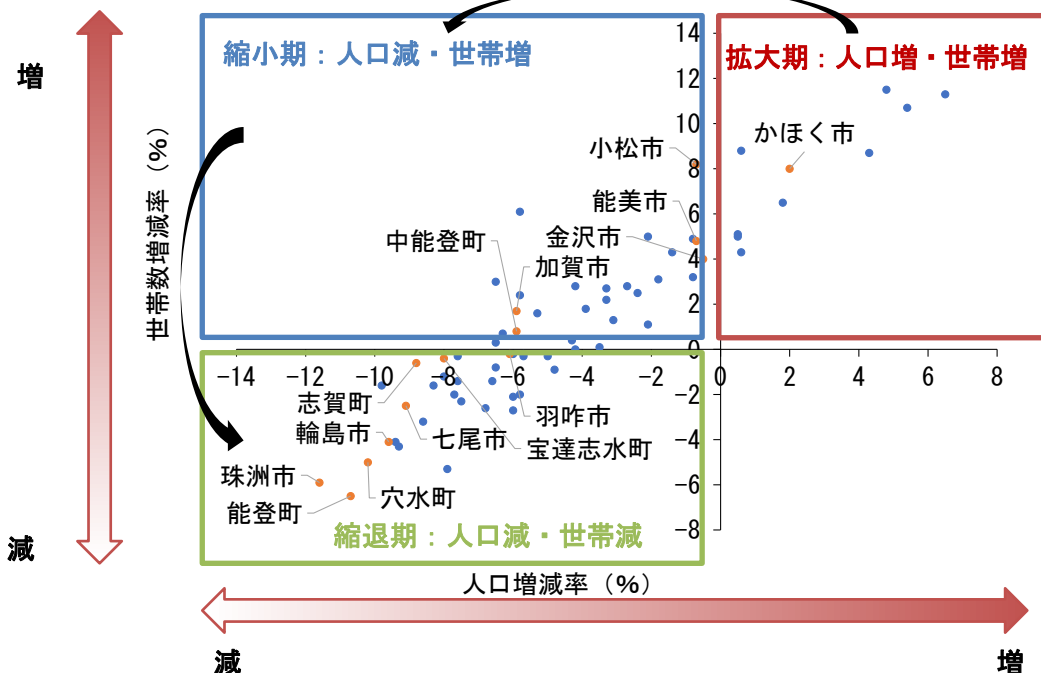 縮小期：人口減・世帯増
拡大期：人口増・世帯増
増
世帯数増減率（%）
14
12
10
8
6
4
2
0
-2
-4
-6
-8
かほく市
小松市
能美市
金沢市
中能登町
加賀市
-14
-12
-10
-8
-6
-4
-2
0
2
4
6
8
志賀町
羽咋市
輪島市
七尾市
宝達志水町
珠洲市
穴水町
能登町
縮退期：人口減・世帯減
減
人口増減率（%）
減
増